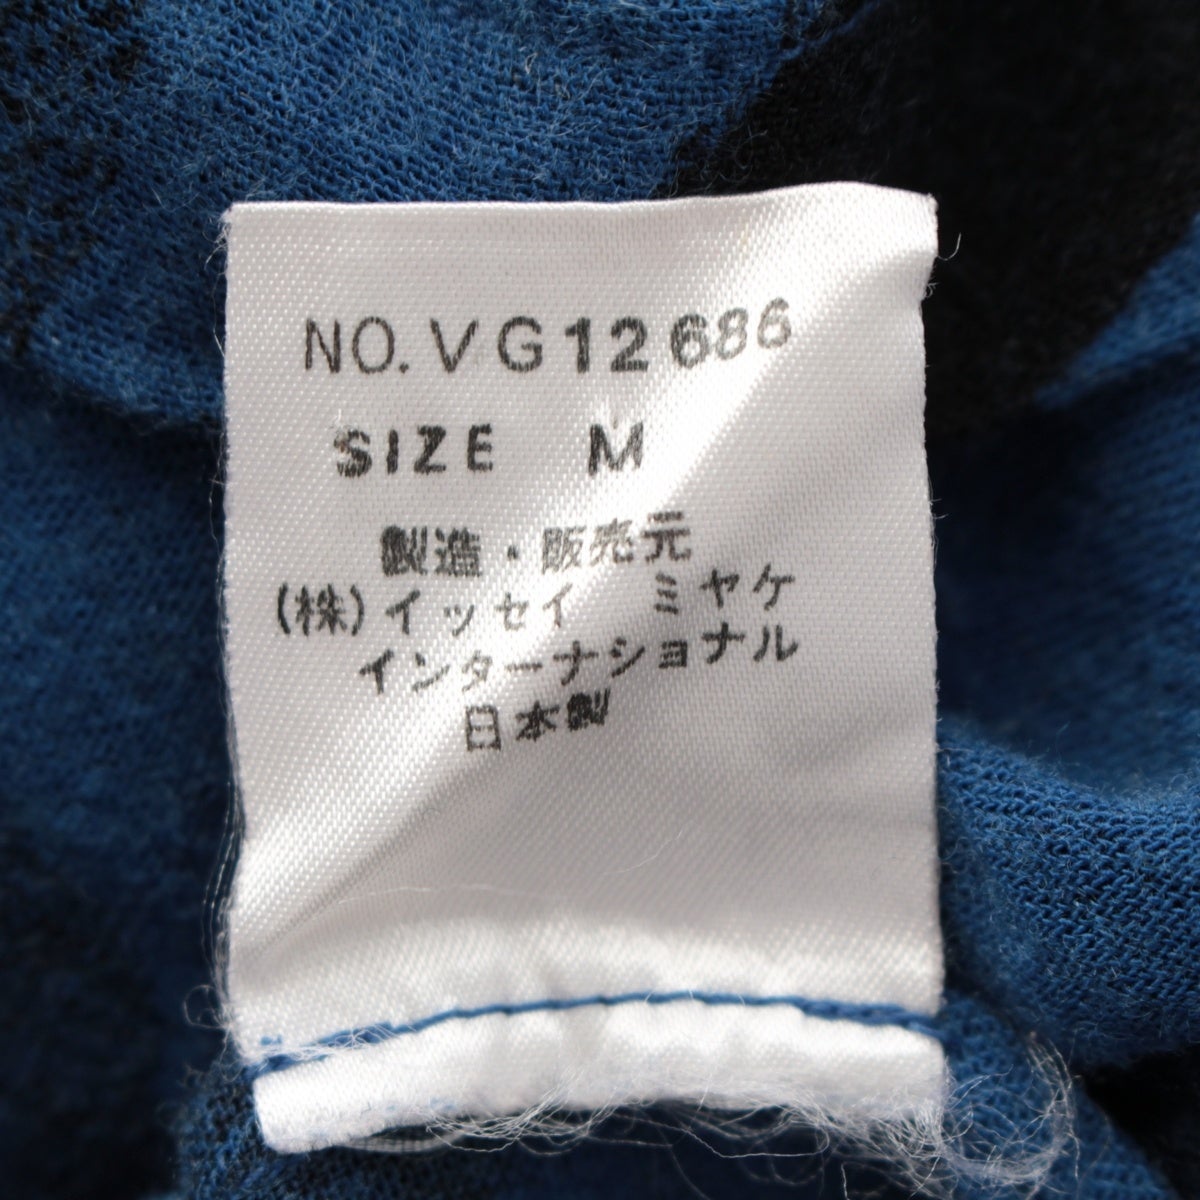 NO. VG12686
SIZE M
製造・販売元
(株)イッセイ ミヤケ
インターナショナル
日本製